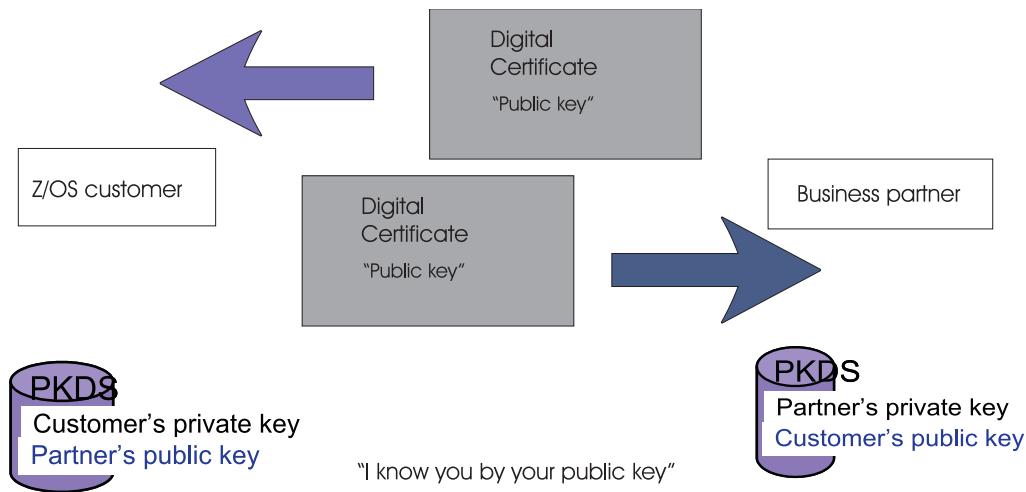 Digital
Certificate
“Public key”
Z/OS customer
Digital
Certificate
“Public key”
Business partner
PKDS
Customer’s private key
Partner’s public key
PKDS
Partner’s private key
Customer’s public key
“I know you by your public key”